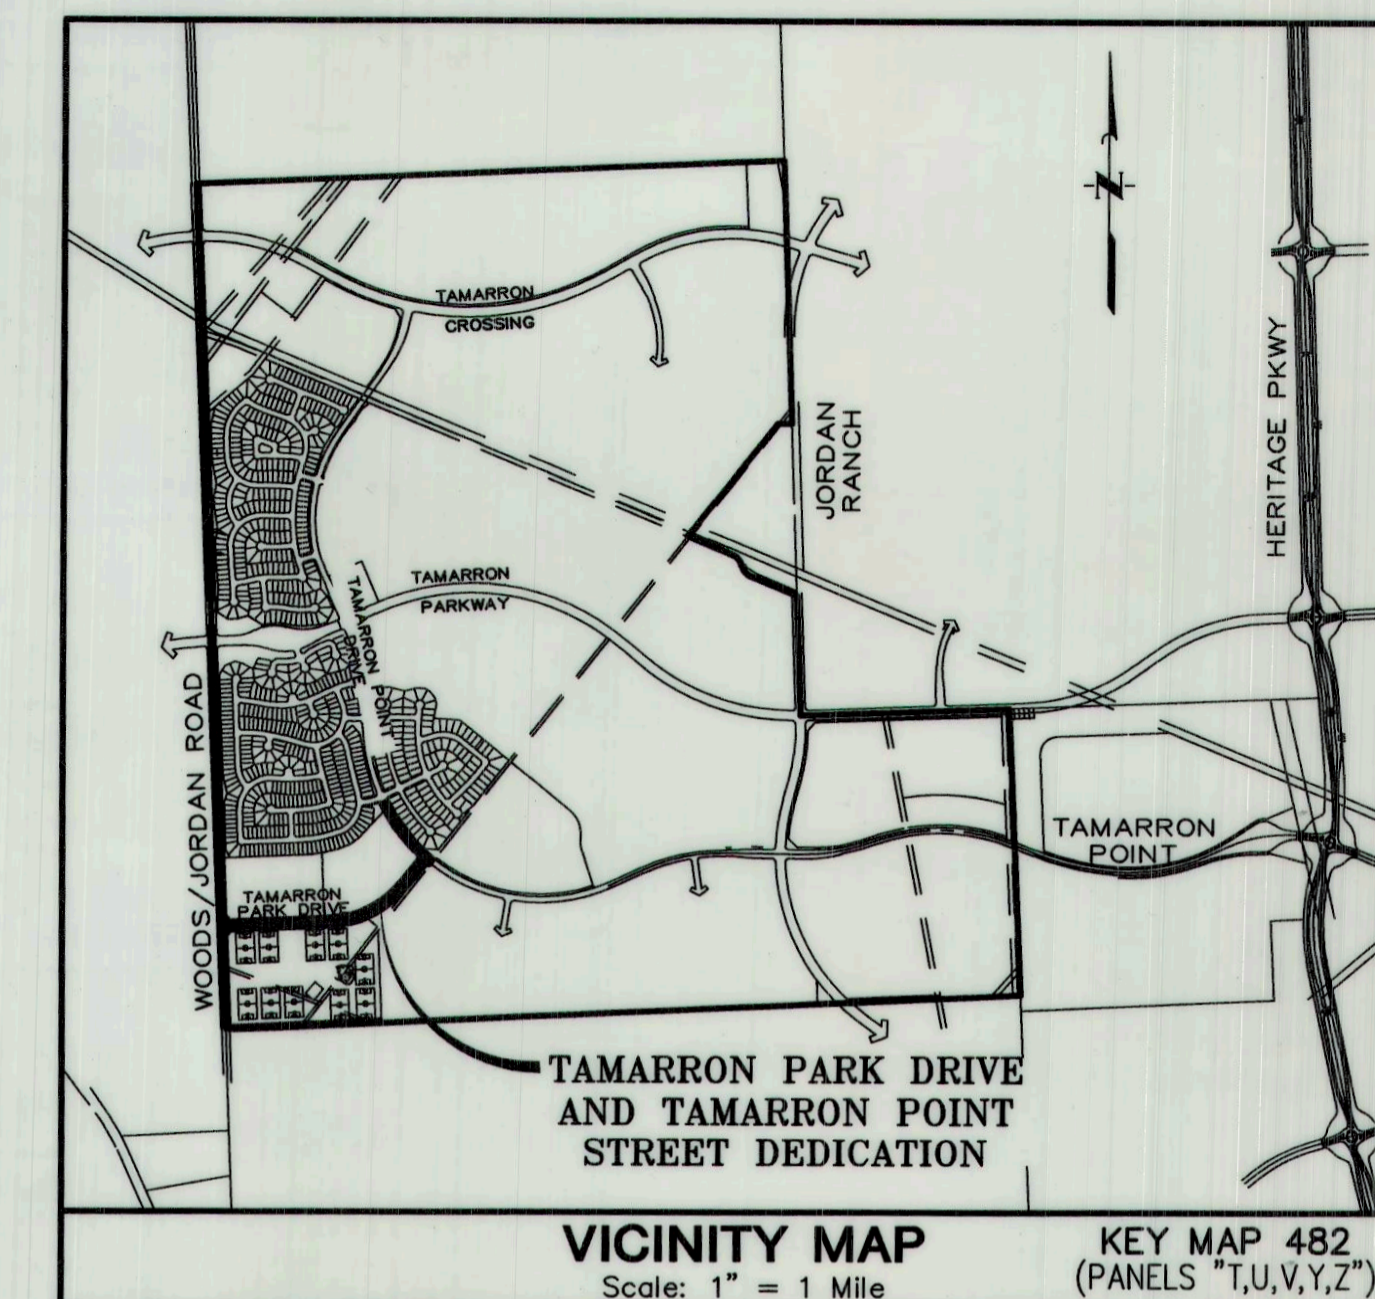 N
TAMARRON
CROSSING
JORDAN
RANCH
HERITAGE PKWY
TAMARRON
PARKWAY
TAMARRON POINT
DRIVE
WOODS/JORDAN ROAD
TAMARRON
POINT
TAMARRON
PARK DRIVE
TAMARRON PARK DRIVE
AND TAMARRON POINT
STREET DEDICATION
VICINITY MAP
Scale: 1" = 1 Mile
KEY MAP 482
(PANELS "T,U,V,Y,Z")